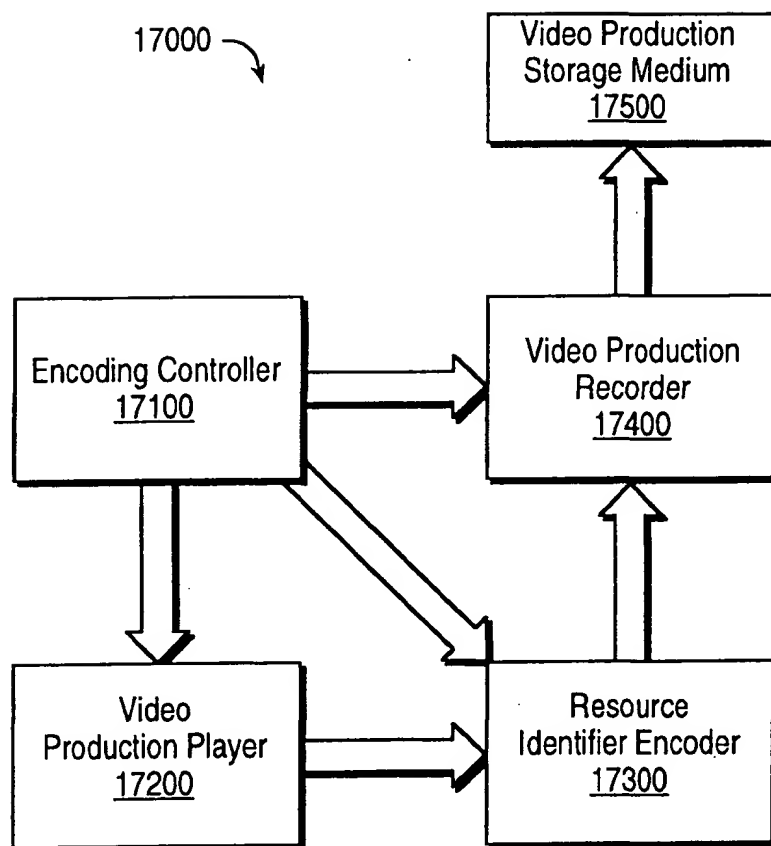 17000
Video Production
Storage Medium
17500
Encoding Controller
17100
Video Production
Recorder
17400
Video
Production Player
17200
Resource
Identifier Encoder
17300